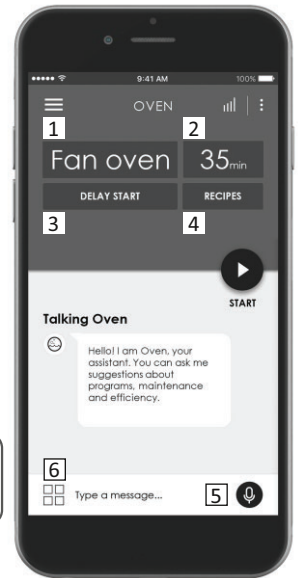 9:41 AM
100%
OVEN
1
2
Fan oven
35min
DELAY START
RECIPES
3
4
START
Talking Oven
Hello! I am Oven, your
assistant. You can ask me
suggestions about
programs, maintenance
and efficiency.
6
Type a message...
5